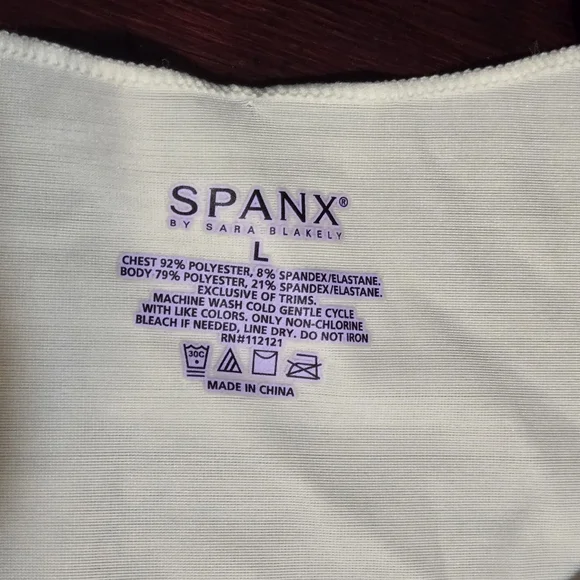 SPANX®
BY SARA BLAKELY
L
CHEST 92% POLYESTER, 8% SPANDEX/ELASTANE.
BODY 79% POLYESTER, 21% SPANDEX/ELASTANE.
EXCLUSIVE OF TRIMS.
MACHINE WASH COLD GENTLE CYCLE
WITH LIKE COLORS. ONLY NON-CHLORINE
BLEACH IF NEEDED, LINE DRY. DO NOT IRON
RN#112121
30C
MADE IN CHINA